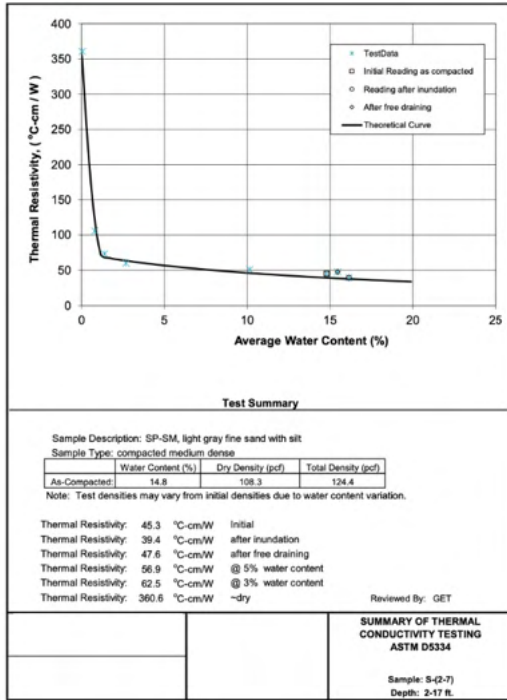 400
350
300
250
200
150
100
50
0
Thermal Resistivity, ( °C-cm / W )
TestData
Initial Reading as compacted
Reading after inundation
After free draining
Theoretical Curve
0 5 10 15 20 25
Average Water Content (%)
Test Summary
Sample Description: SP-SM, light gray fine sand with silt
Sample Type: compacted medium dense
Water Content (%) Dry Density (pcf) Total Density (pcf)
As-Compacted: 14.8 108.3 124.4
Note: Test densities may vary from initial densities due to water content variation.
Thermal Resistivity: 45.3 °C-cm/W Initial
Thermal Resistivity: 39.4 °C-cm/W after inundation
Thermal Resistivity: 47.6 °C-cm/W after free draining
Thermal Resistivity: 56.9 °C-cm/W @ 5% water content
Thermal Resistivity: 62.5 °C-cm/W @ 3% water content
Thermal Resistivity: 360.6 °C-cm/W ~dry Reviewed By: GET
SUMMARY OF THERMAL
CONDUCTIVITY TESTING
ASTM D5334
Sample: S-(2-7)
Depth: 2-17 ft.